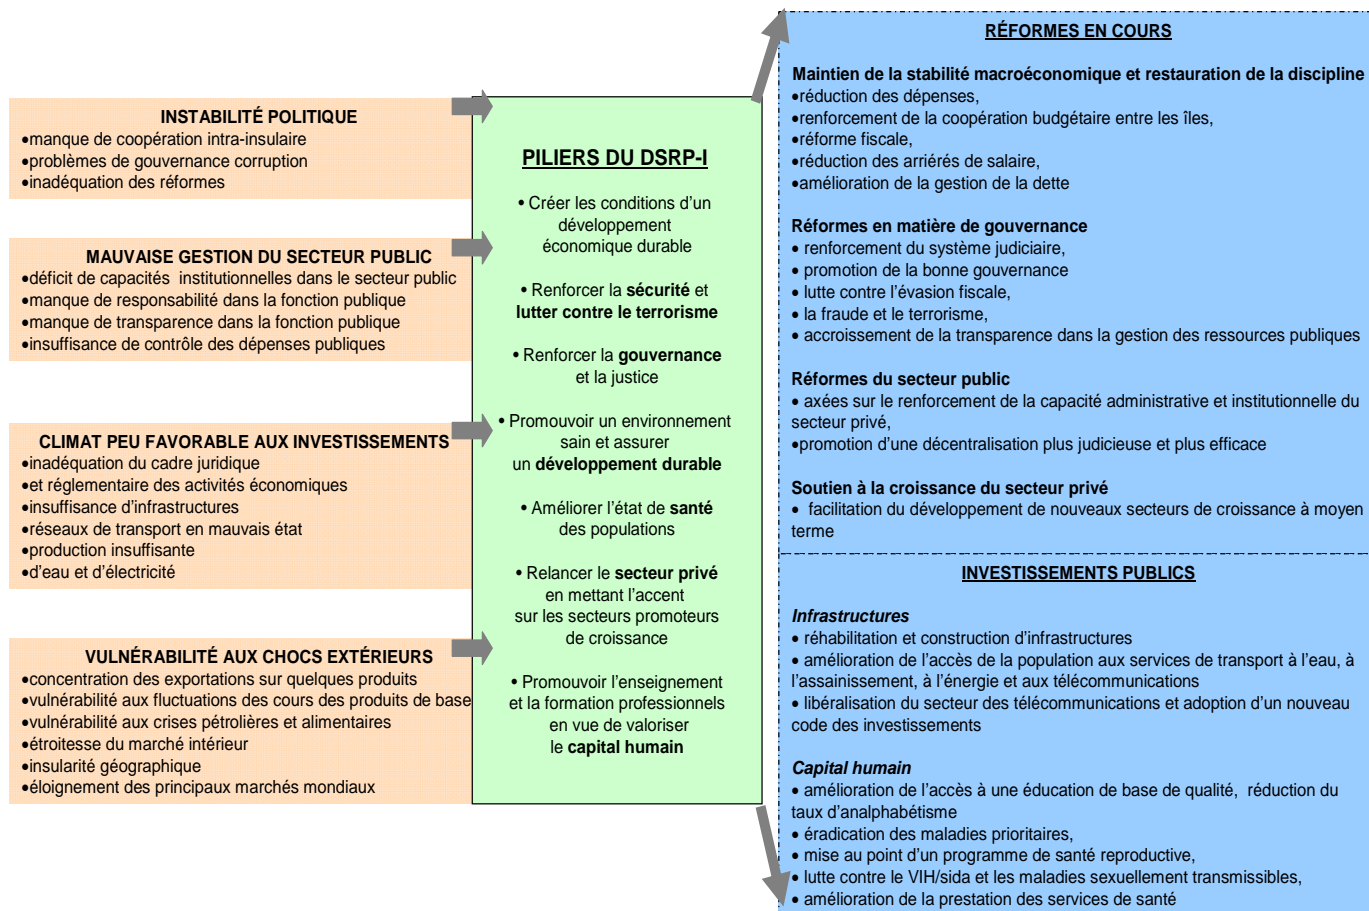 INSTABILITÉ POLITIQUE
•manque de coopération intra-insulaire
•problèmes de gouvernance corruption
•inadéquation des réformes
MAUVAISE GESTION DU SECTEUR PUBLIC
•déficit de capacités institutionnelles dans le secteur public
•manque de responsabilité dans la fonction publique
•manque de transparence dans la fonction publique
•insuffisance de contrôle des dépenses publiques
CLIMAT PEU FAVORABLE AUX INVESTISSEMENTS
•inadéquation du cadre juridique
•et réglementaire des activités économiques
•insuffisance d'infrastructures
•réseaux de transport en mauvais état
•production insuffisante
•d'eau et d'électricité
VULNÉRABILITÉ AUX CHOCS EXTÉRIEURS
•concentration des exportations sur quelques produits
•vulnérabilité aux fluctuations des cours des produits de base
•vulnérabilité aux crises pétrolières et alimentaires
•étroitesse du marché intérieur
•insularité géographique
•éloignement des principaux marchés mondiaux
PILIERS DU DSRP-I
• Créer les conditions d'un
développement
économique durable
• Renforcer la sécurité et
lutter contre le terrorisme
• Renforcer la gouvernance
et la justice
• Promouvoir un environnement
sain et assurer
un développement durable
• Améliorer l'état de santé
des populations
• Relancer le secteur privé
en mettant l'accent
sur les secteurs promoteurs
de croissance
• Promouvoir l'enseignement
et la formation professionnels
en vue de valoriser
le capital humain
RÉFORMES EN COURS
Maintien de la stabilité macroéconomique et restauration de la discipline
•réduction des dépenses,
•renforcement de la coopération budgétaire entre les îles,
•réforme fiscale,
•réduction des arriérés de salaire,
•amélioration de la gestion de la dette
Réformes en matière de gouvernance
• renforcement du système judiciaire,
• promotion de la bonne gouvernance
• lutte contre l'évasion fiscale,
• la fraude et le terrorisme,
• accroissement de la transparence dans la gestion des ressources publiques
Réformes du secteur public
• axées sur le renforcement de la capacité administrative et institutionnelle du
secteur privé,
•promotion d'une décentralisation plus judicieuse et plus efficace
Soutien à la croissance du secteur privé
• facilitation du développement de nouveaux secteurs de croissance à moyen
terme
INVESTISSEMENTS PUBLICS
Infrastructures
• réhabilitation et construction d'infrastructures
• amélioration de l'accès de la population aux services de transport à l'eau, à
l'assainissement, à l'énergie et aux télécommunications
• libéralisation du secteur des télécommunications et adoption d'un nouveau
code des investissements
Capital humain
• amélioration de l'accès à une éducation de base de qualité, réduction du
taux d'analphabétisme
• éradication des maladies prioritaires,
• mise au point d'un programme de santé reproductive,
• lutte contre le VIH/sida et les maladies sexuellement transmissibles,
• amélioration de la prestation des services de santé